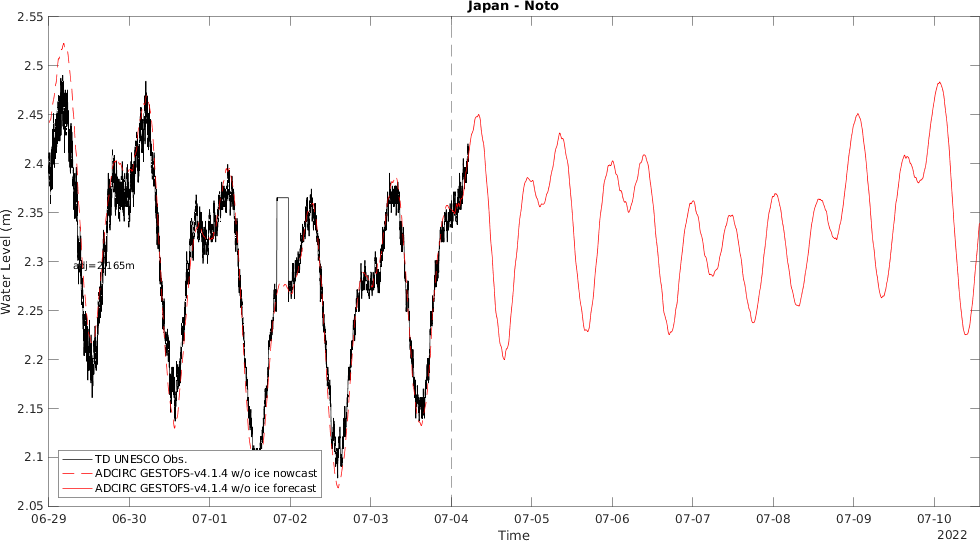 Japan - Noto
2.55
2.5
2.45
2.4
2.35
2.3
2.25
2.2
2.15
2.1
2.05
Water Level (m)
adj=2.165m
TD UNESCO Obs.
ADCIRC GESTOFS-v4.1.4 w/o ice nowcast
ADCIRC GESTOFS-v4.1.4 w/o ice forecast
06-29 06-30 07-01 07-02 07-03 07-04 07-05 07-06 07-07 07-08 07-09 07-10
Time
2022